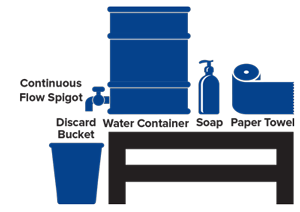 Continuous
Flow Spigot
Discard
Bucket
Water Container
Soap
Paper Towel